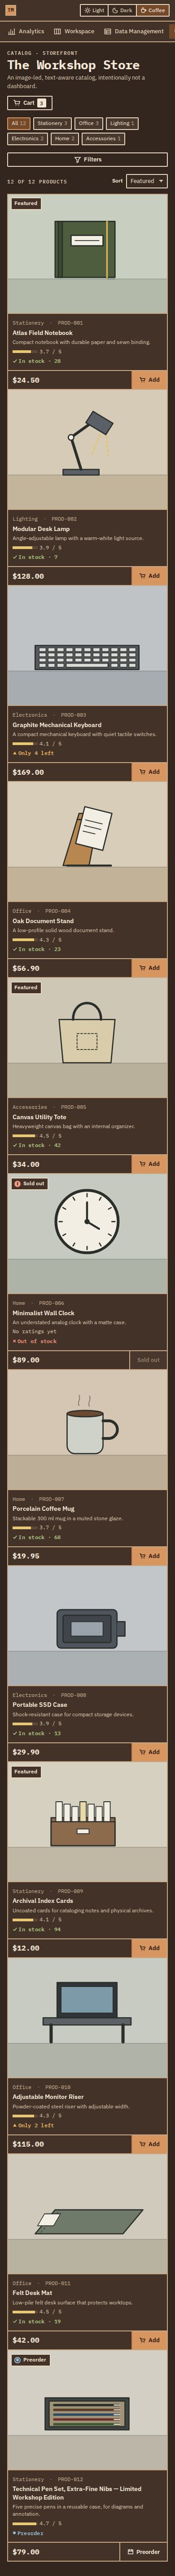 TR
Light
Dark
Coffee
Analytics
Workspace
Data Management
CATALOG · STOREFRONT
The Workshop Store
An image-led, text-aware catalog, intentionally not a
dashboard.
Cart 3
All 12
Stationery 3
Office 3
Lighting 1
Electronics 2
Home 2
Accessories 1
Filters
12 OF 12 PRODUCTS
Sort
Featured
Featured
Stationery · PROD-001
Atlas Field Notebook
Compact notebook with durable paper and sewn binding.
3.7 / 5
In stock · 28
$24.50
Add
Lighting · PROD-002
Modular Desk Lamp
Angle-adjustable lamp with a warm-white light source.
3.9 / 5
In stock · 7
$128.00
Add
Electronics · PROD-003
Graphite Mechanical Keyboard
A compact mechanical keyboard with quiet tactile switches.
4.1 / 5
Only 4 left
$169.00
Add
Office · PROD-004
Oak Document Stand
A low-profile solid wood document stand.
4.3 / 5
In stock · 23
$56.90
Add
Featured
Accessories · PROD-005
Canvas Utility Tote
Heavyweight canvas bag with an internal organizer.
4.5 / 5
In stock · 42
$34.00
Add
Sold out
Home · PROD-006
Minimalist Wall Clock
An understated analog clock with a matte case.
No ratings yet
Out of stock
$89.00
Sold out
Home · PROD-007
Porcelain Coffee Mug
Stackable 300 ml mug in a muted stone glaze.
3.7 / 5
In stock · 68
$19.95
Add
Electronics · PROD-008
Portable SSD Case
Shock-resistant case for compact storage devices.
3.9 / 5
In stock · 13
$29.90
Add
Featured
Stationery · PROD-009
Archival Index Cards
Uncoated cards for cataloging notes and physical archives.
4.1 / 5
In stock · 94
$12.00
Add
Office · PROD-010
Adjustable Monitor Riser
Powder-coated steel riser with adjustable width.
4.3 / 5
Only 2 left
$115.00
Add
Office · PROD-011
Felt Desk Mat
Low-pile felt desk surface that protects worktops.
4.5 / 5
In stock · 19
$42.00
Add
Preorder
Stationery · PROD-012
Technical Pen Set, Extra-Fine Nibs — Limited
Workshop Edition
Five precise pens in a reusable case, for diagrams and
annotation.
4.7 / 5
Preorder
$79.00
Preorder